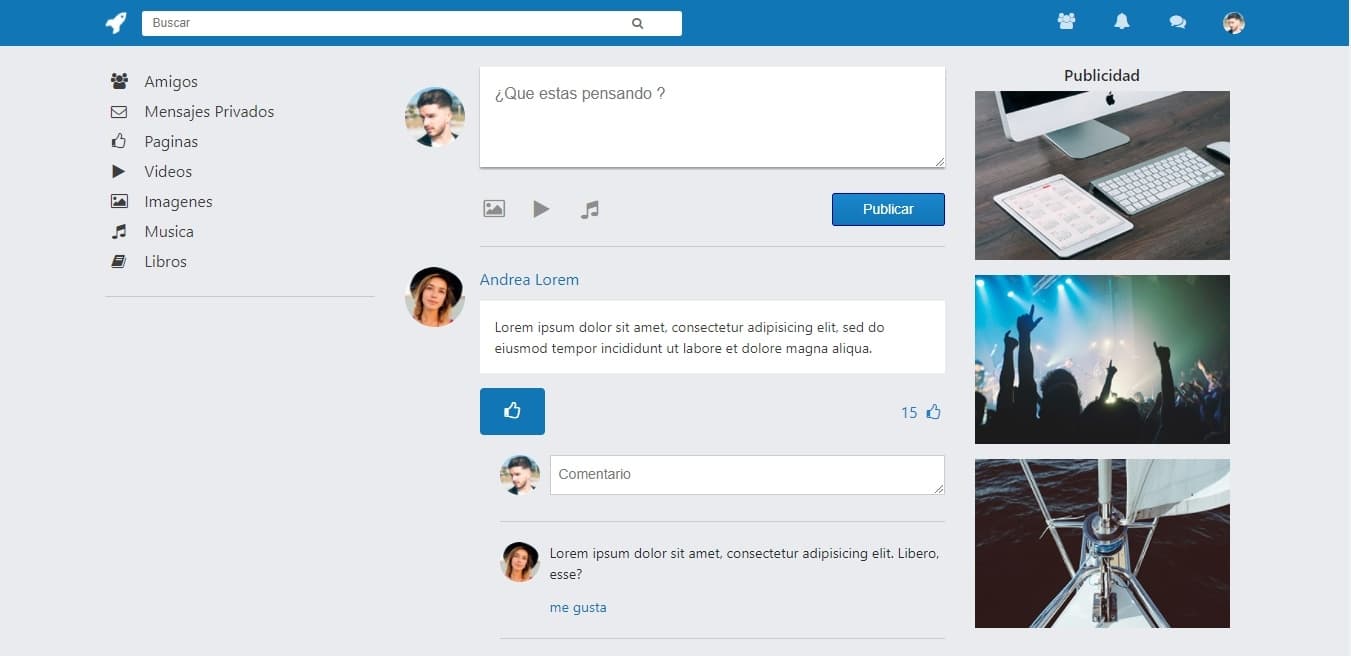 Buscar
Amigos
Mensajes Privados
Paginas
Videos
Imagenes
Musica
Libros
¿Que estas pensando ?
Publicar
Andrea Lorem
Lorem ipsum dolor sit amet, consectetur adipisicing elit, sed do
eiusmod tempor incididunt ut labore et dolore magna aliqua.
15
Comentario
Lorem ipsum dolor sit amet, consectetur adipisicing elit. Libero,
esse?
me gusta
Publicidad